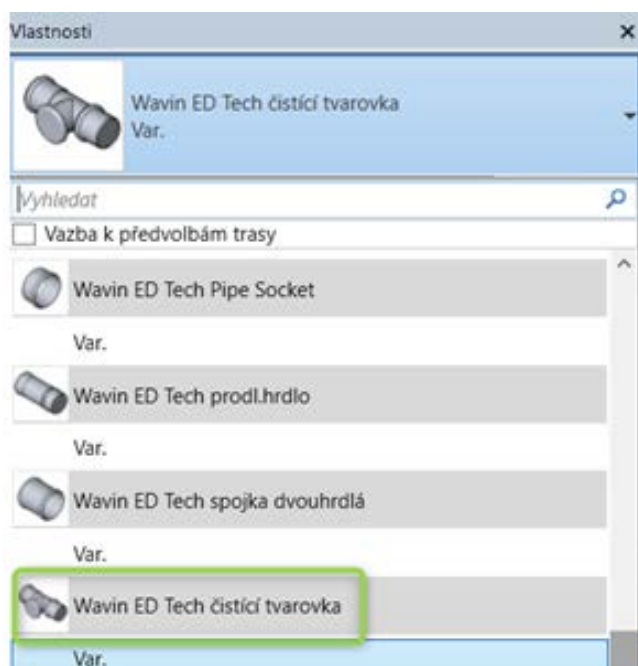 Vlastnosti
Wavin ED Tech čistící tvarovka
Var.
Vyhledat
Vazba k předvolbám trasy
Wavin ED Tech Pipe Socket
Var.
Wavin ED Tech prodl.hrdlo
Var.
Wavin ED Tech spojka dvouhrdlá
Var.
Wavin ED Tech čistící tvarovka
Var.